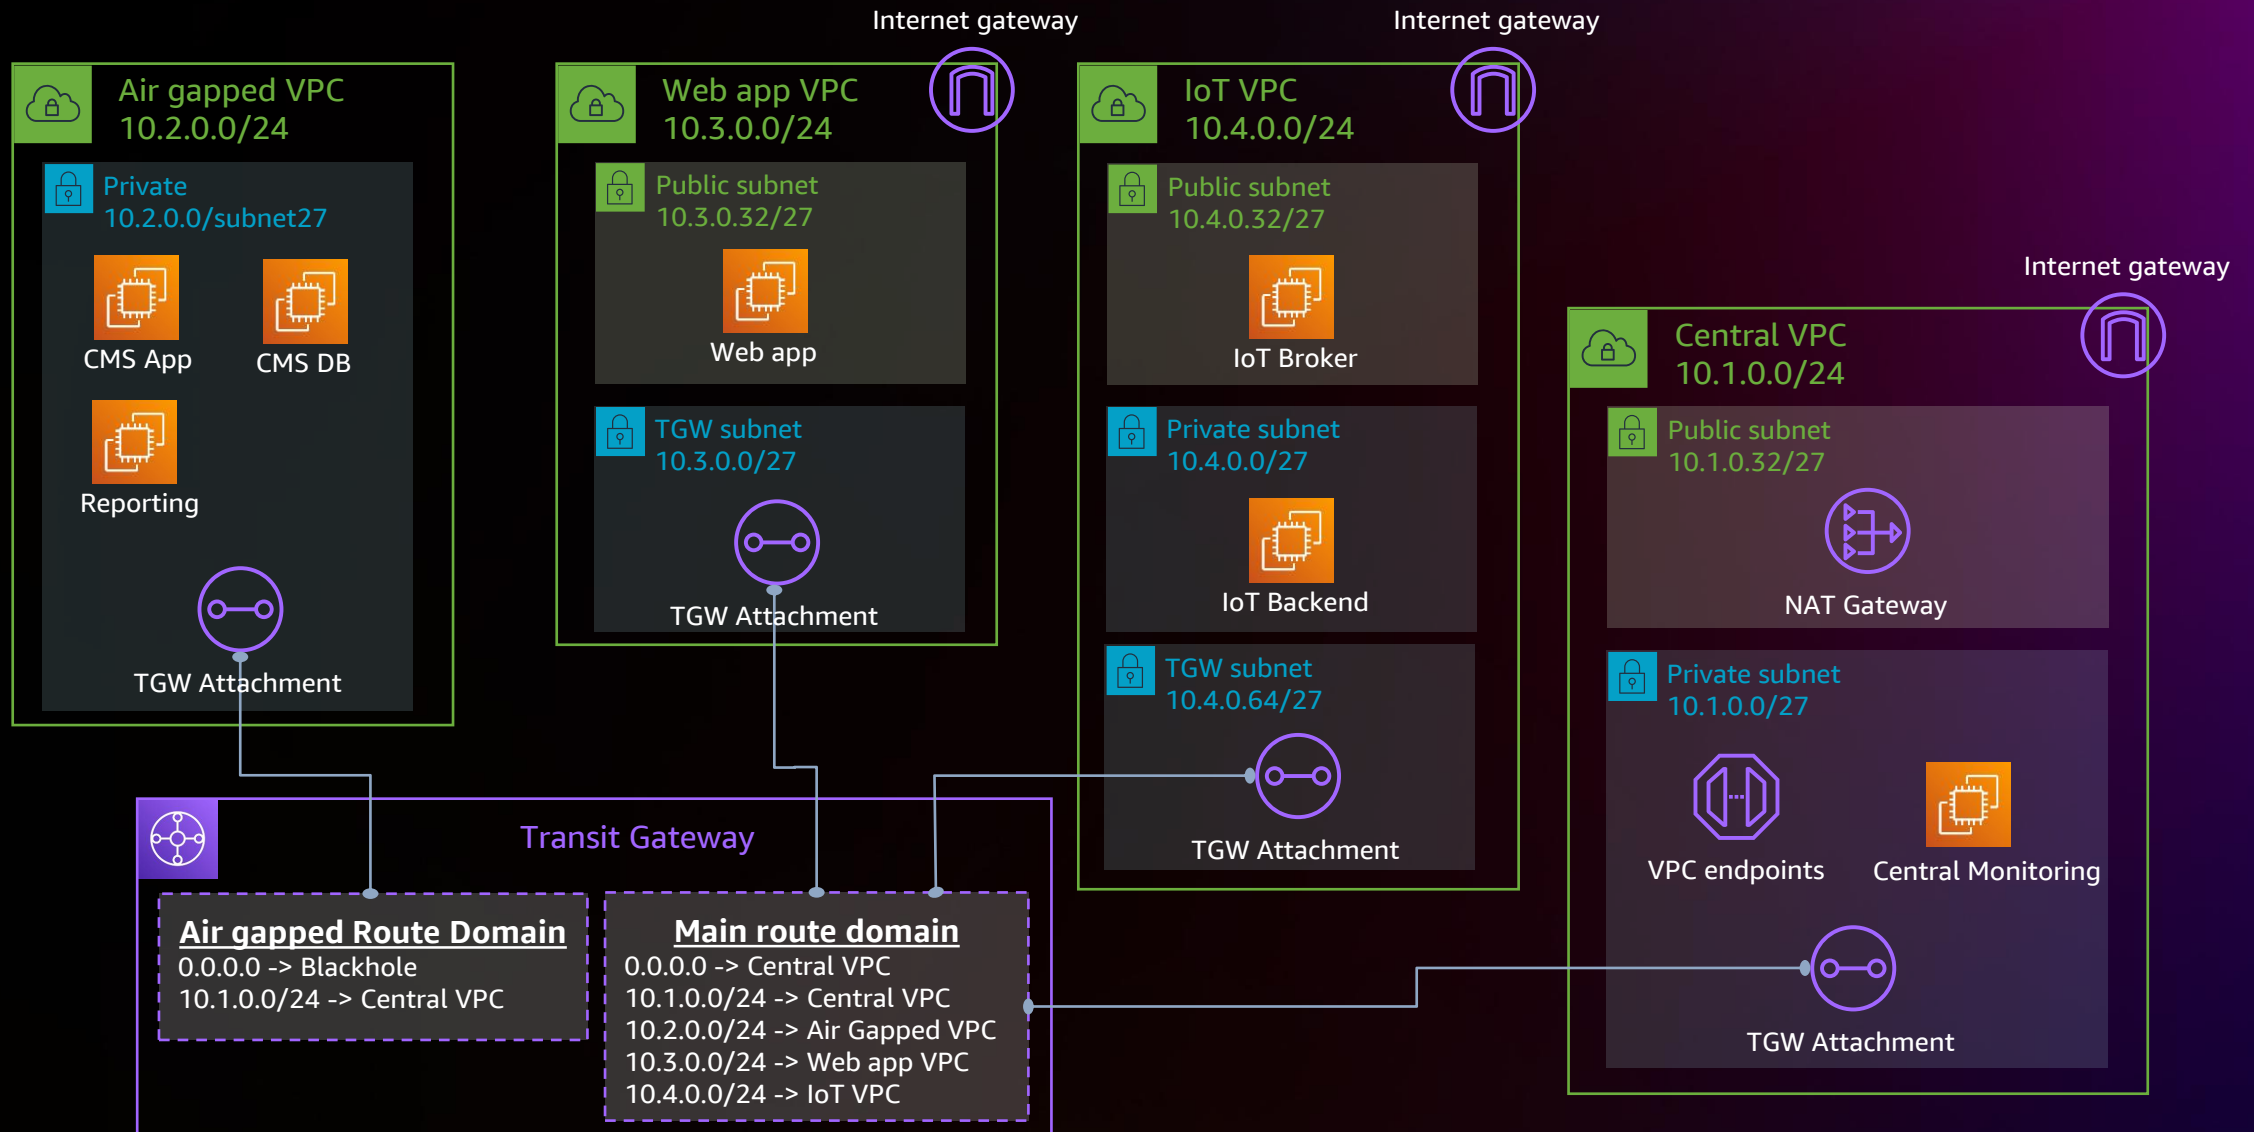 Internet gateway
Internet gateway
Air gapped VPC
10.2.0.0/24
Private
10.2.0.0/subnet27
CMS App
CMS DB
Reporting
TGW Attachment
Web app VPC
10.3.0.0/24
Public subnet
10.3.0.32/27
Web app
TGW subnet
10.3.0.0/27
TGW Attachment
IoT VPC
10.4.0.0/24
Public subnet
10.4.0.32/27
IoT Broker
Private subnet
10.4.0.0/27
IoT Backend
TGW subnet
10.4.0.64/27
TGW Attachment
Internet gateway
Central VPC
10.1.0.0/24
Public subnet
10.1.0.32/27
NAT Gateway
Private subnet
10.1.0.0/27
VPC endpoints
Central Monitoring
TGW Attachment
Transit Gateway
Air gapped Route Domain
0.0.0.0 -> Blackhole
10.1.0.0/24 -> Central VPC
Main route domain
0.0.0.0 -> Central VPC
10.1.0.0/24 -> Central VPC
10.2.0.0/24 -> Air Gapped VPC
10.3.0.0/24 -> Web app VPC
10.4.0.0/24 -> IoT VPC